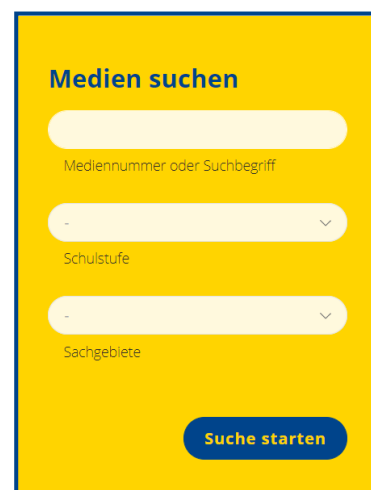 Medien suchen
Mediennummer oder Suchbegriff
-
Schulstufe
-
Sachgebiete
Suche starten